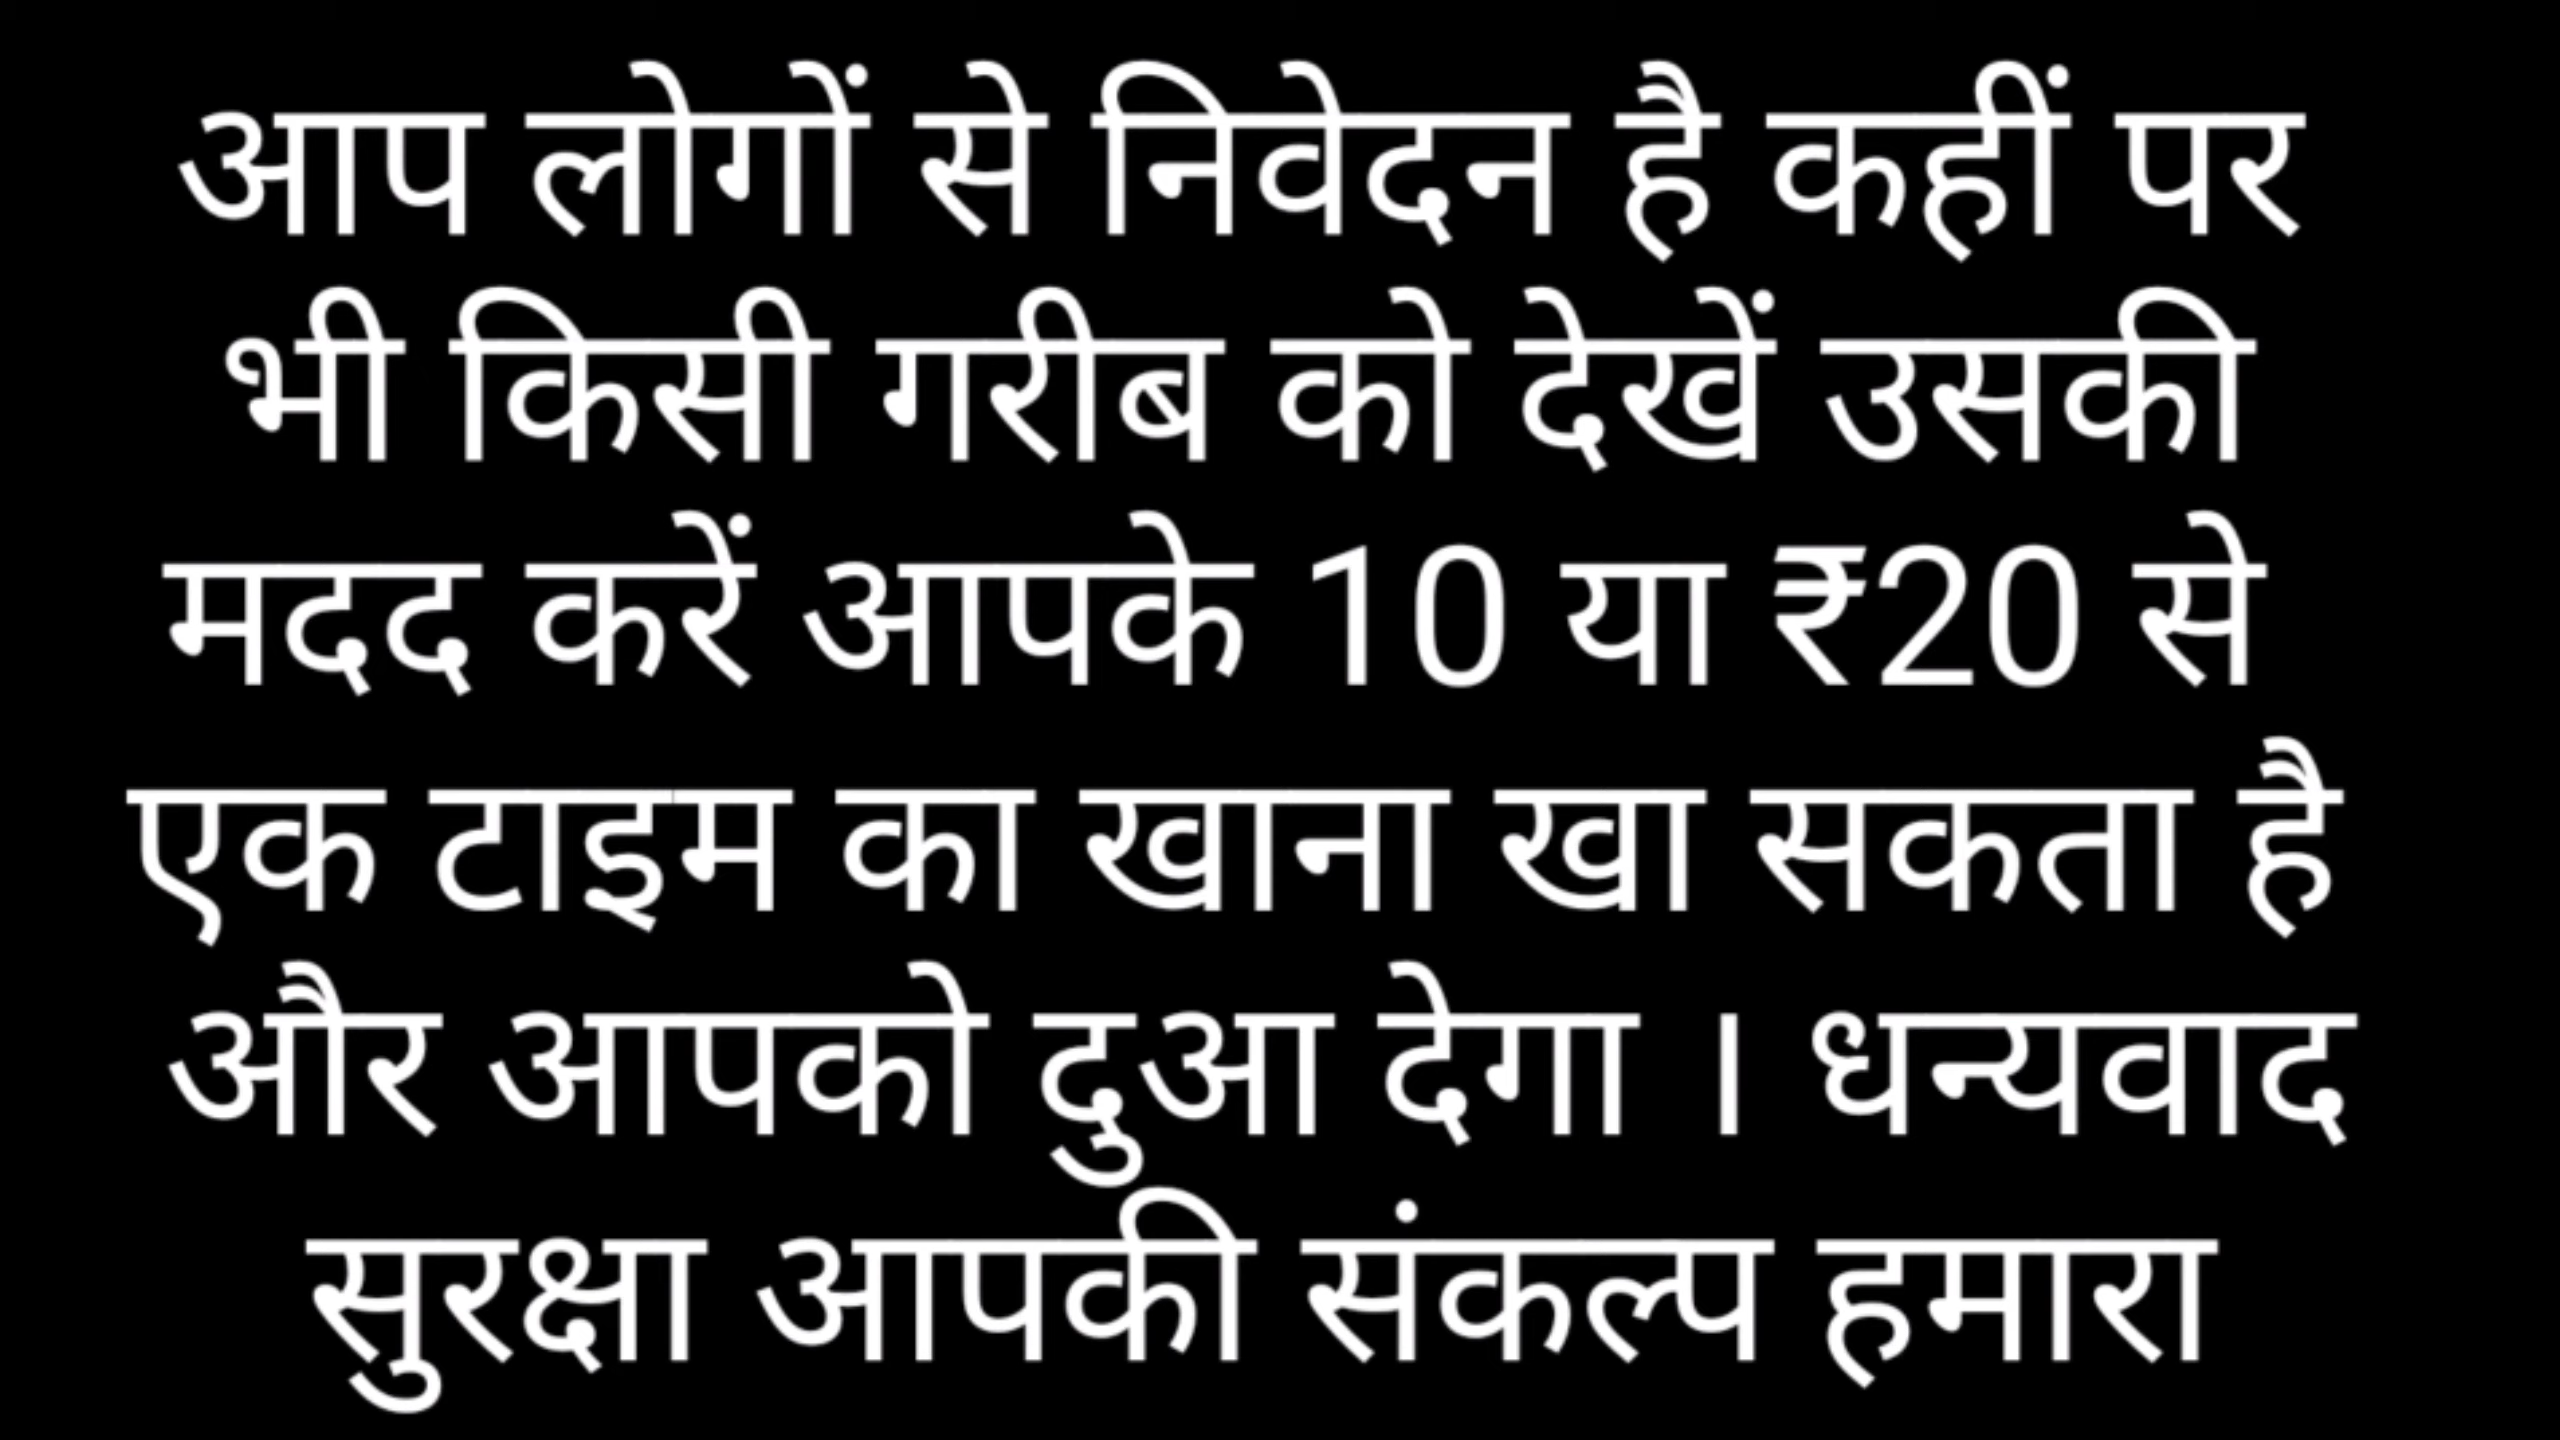 आप लोगों से निवेदन है कहीं पर
भी किसी गरीब को देखें उसकी
मदद करें आपके 10 या ₹20 से
एक टाइम का खाना खा सकता है
और आपको दुआ देगा । धन्यवाद
सुरक्षा आपकी संकल्प हमारा